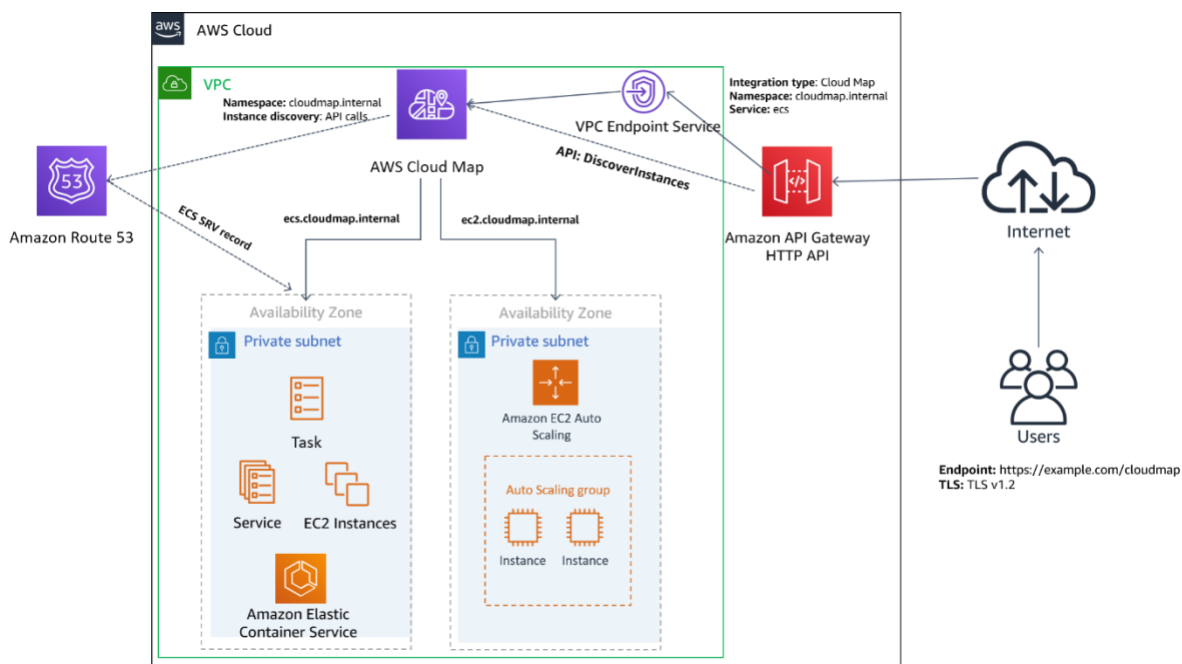 aws
AWS Cloud
VPC
Namespace: cloudmap.internal
Instance discovery: API calls
AWS Cloud Map
VPC Endpoint Service
Integration type: Cloud Map
Namespace: cloudmap.internal
Service: ecs
API: DiscoverInstances
Amazon API Gateway
HTTP API
Internet
53
Amazon Route 53
ECS SRV record
ecs.cloudmap.internal
ec2.cloudmap.internal
Availability Zone
Private subnet
Task
Service
EC2 Instances
Amazon Elastic
Container Service
Availability Zone
Private subnet
Amazon EC2 Auto
Scaling
Auto Scaling group
Instance
Instance
Users
Endpoint: https://example.com/cloudmap
TLS: TLS v1.2